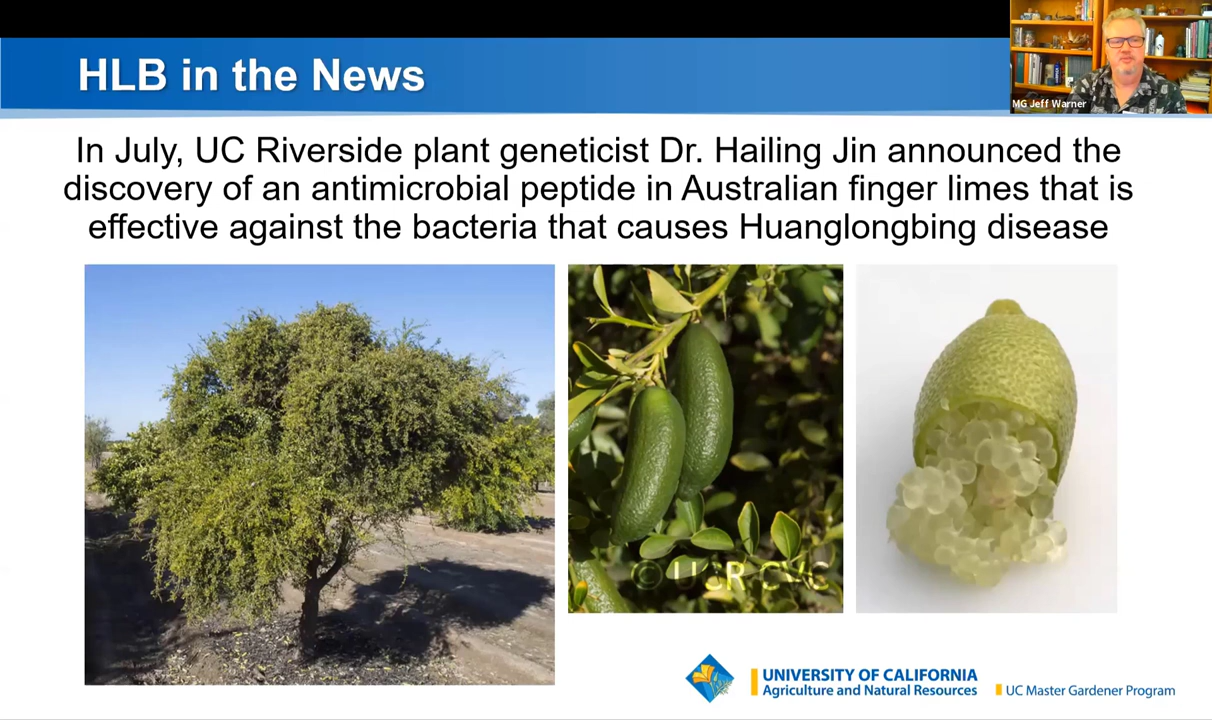 HLB in the News
MG Jeff Warner
In July, UC Riverside plant geneticist Dr. Hailing Jin announced the
discovery of an antimicrobial peptide in Australian finger limes that is
effective against the bacteria that causes Huanglongbing disease
© UCR CVC
UNIVERSITY OF CALIFORNIA
Agriculture and Natural Resources
UC Master Gardener Program